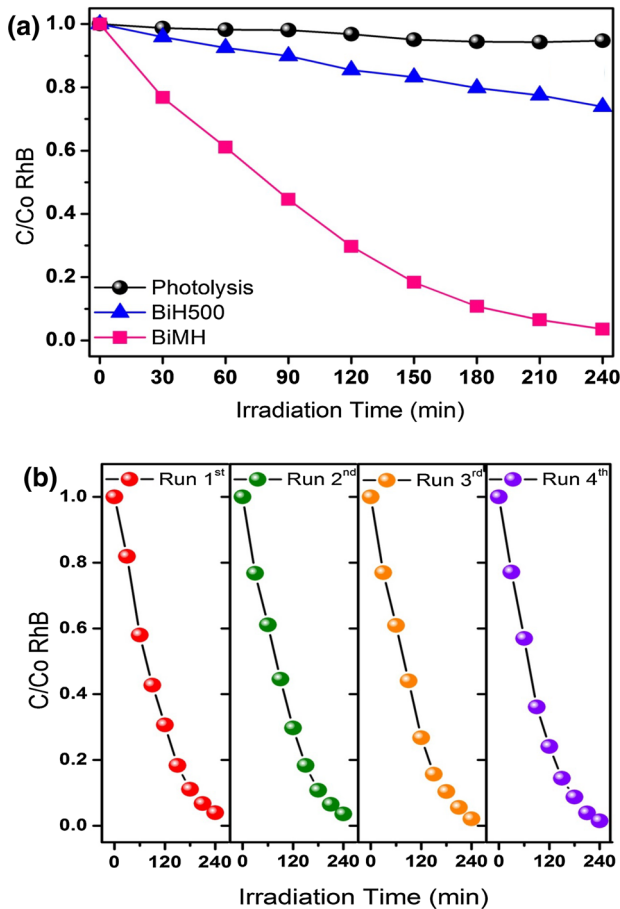 (a)
C/Co RhB
1.0
0.8
0.6
0.4
0.2
0.0
Photolysis
BiH500
BiMH
0 30 60 90 120 150 180 210 240
Irradiation Time (min)
(b)
C/Co RhB
Run 1st Run 2nd Run 3rd Run 4th
1.0
0.8
0.6
0.4
0.2
0.0
0 120 240 0 120 240 0 120 240 0 120 240
Irradiation Time (min)